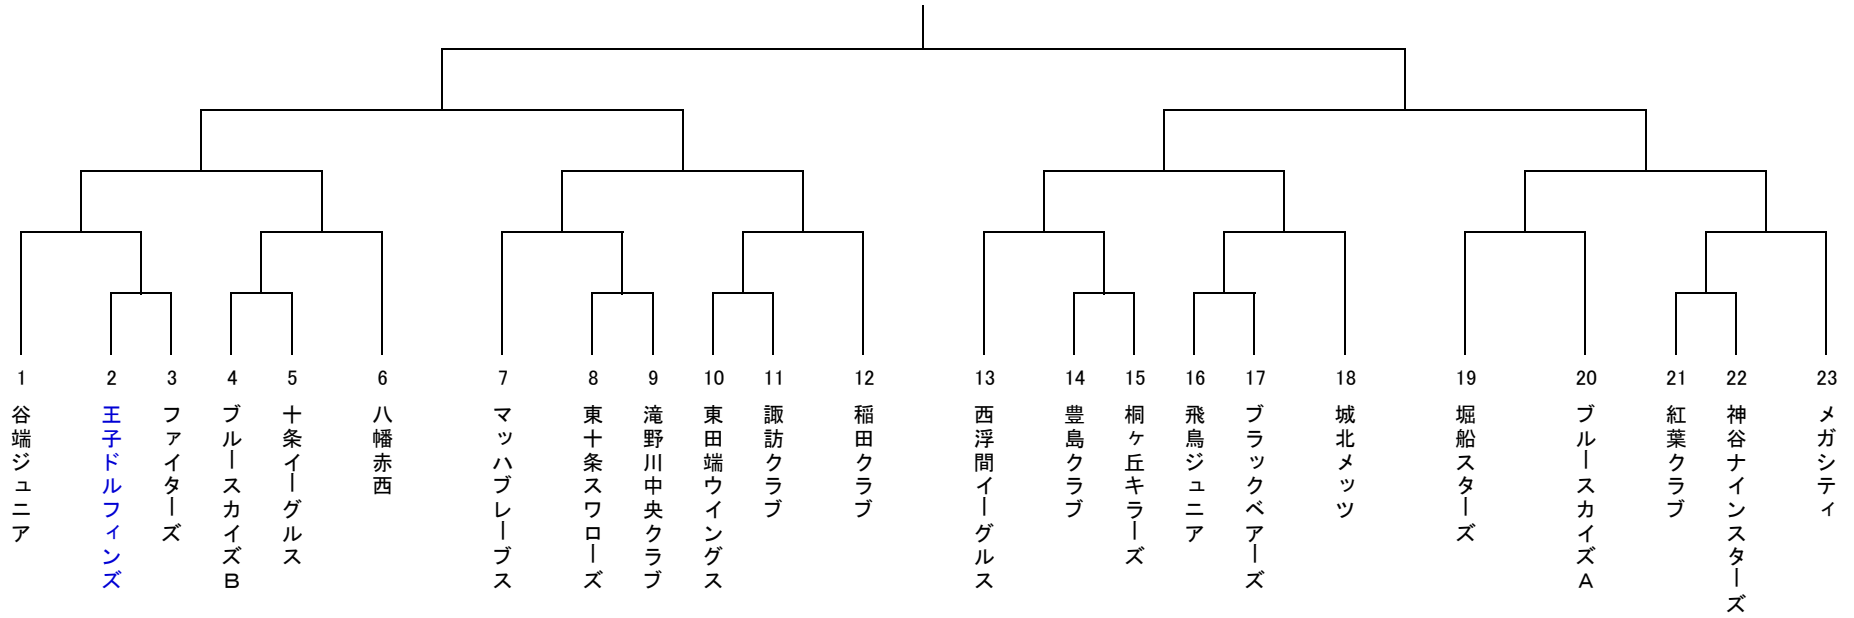 1
2
3
4
5
6
7
8
9
10
11
12
13
14
15
16
17
18
19
20
21
22
23
谷端ジュニア
王子ドルフィンズ
ファイターズ
ブルースカイズB
十条イーグルス
八幡赤西
マッハブレーブス
東十条スワローズ
滝野川中央クラブ
東田端ウイングス
諏訪クラブ
稲田クラブ
西浮間イーグルス
豊島クラブ
桐ヶ丘キラーズ
飛鳥ジュニア
ブラックベアーズ
城北メッツ
堀船スターズ
ブルースカイズA
紅葉クラブ
神谷ナインスターズ
メガシティ